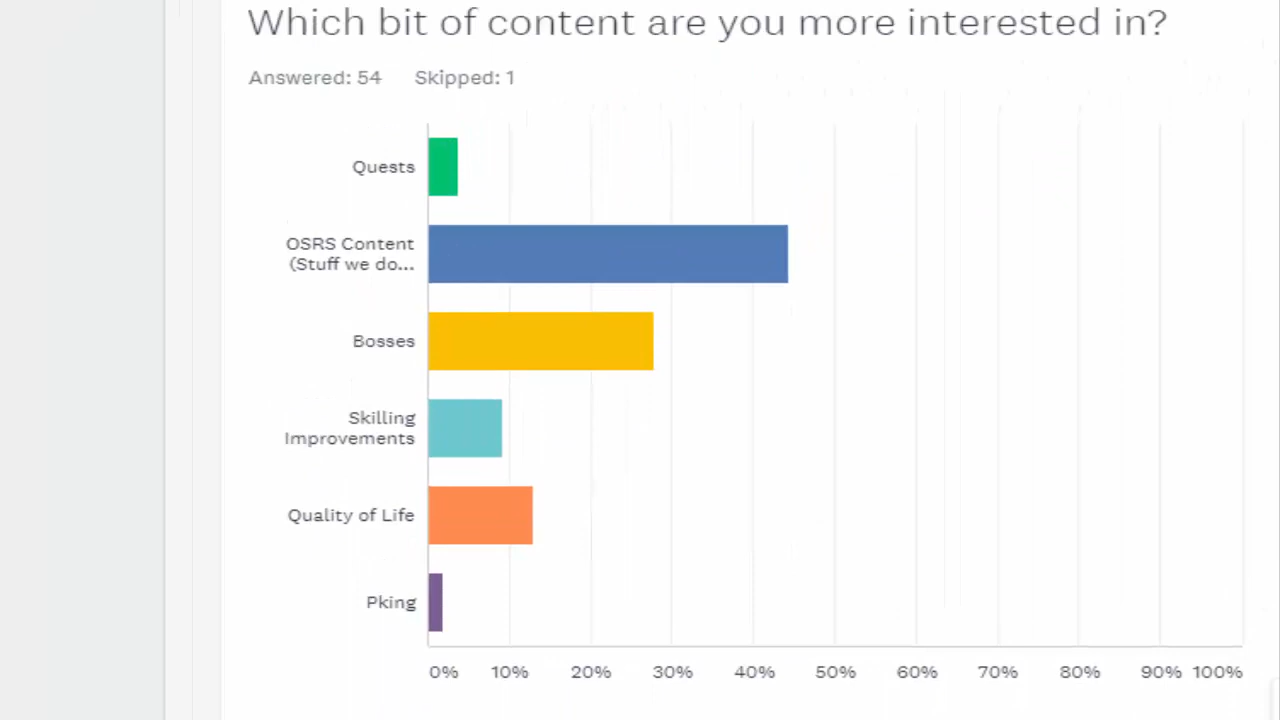 Which bit of content are you more interested in?
Answered: 54 Skipped: 1
Quests
OSRS Content
(Stuff we do...
Bosses
Skilling
Improvements
Quality of Life
Pking
0% 10% 20% 30% 40% 50% 60% 70% 80% 90% 100%